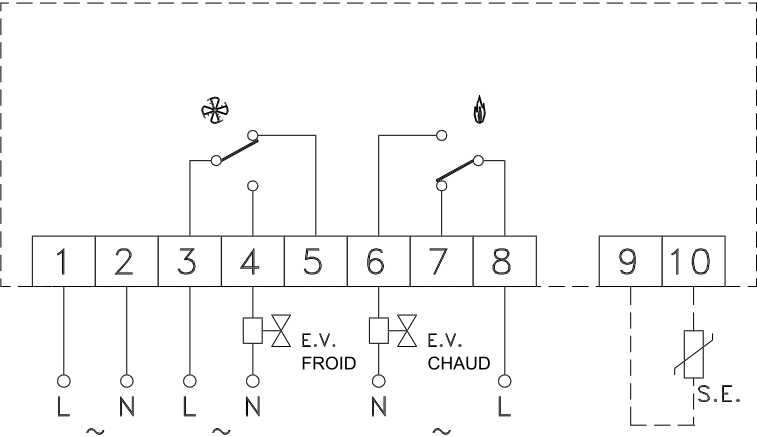 1 2 3 4 5 6 7 8 9 10
E.V. E.V.
FROID CHAUD
S.E.
L N L N N L
~ ~ ~